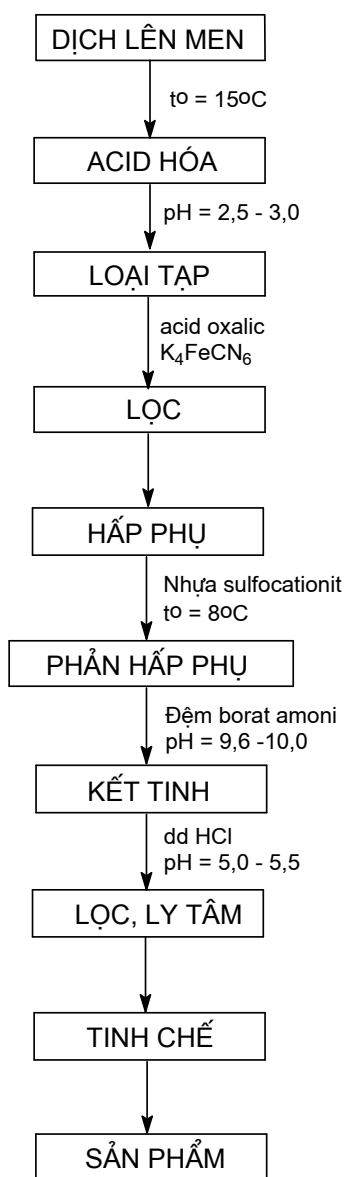 DỊCH LÊN MEN
tº = 15ºC
ACID HÓA
pH = 2,5 - 3,0
LOẠI TẠP
acid oxalic
K₄FeCN₆
LỌC
HẤP PHỤ
Nhựa sulfocationit
tº = 8ºC
PHẢN HẤP PHỤ
Đệm borat amoni
pH = 9,6 -10,0
KẾT TINH
dd HCl
pH = 5,0 - 5,5
LỌC, LY TÂM
TINH CHẾ
SẢN PHẨM